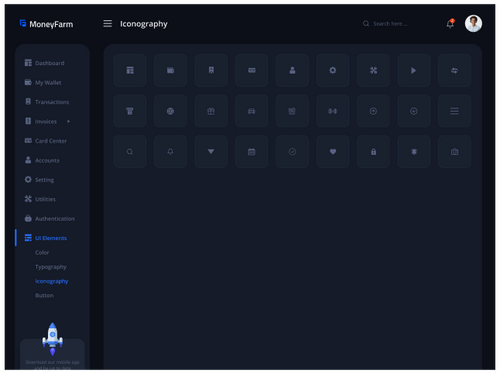 MoneyFarm
Iconography
Search here ...
Dashboard
My Wallet
Transactions
Invoices
Card Center
Accounts
Setting
Utilities
Authentication
UI Elements
Color
Typography
Iconography
Button
Download our mobile app